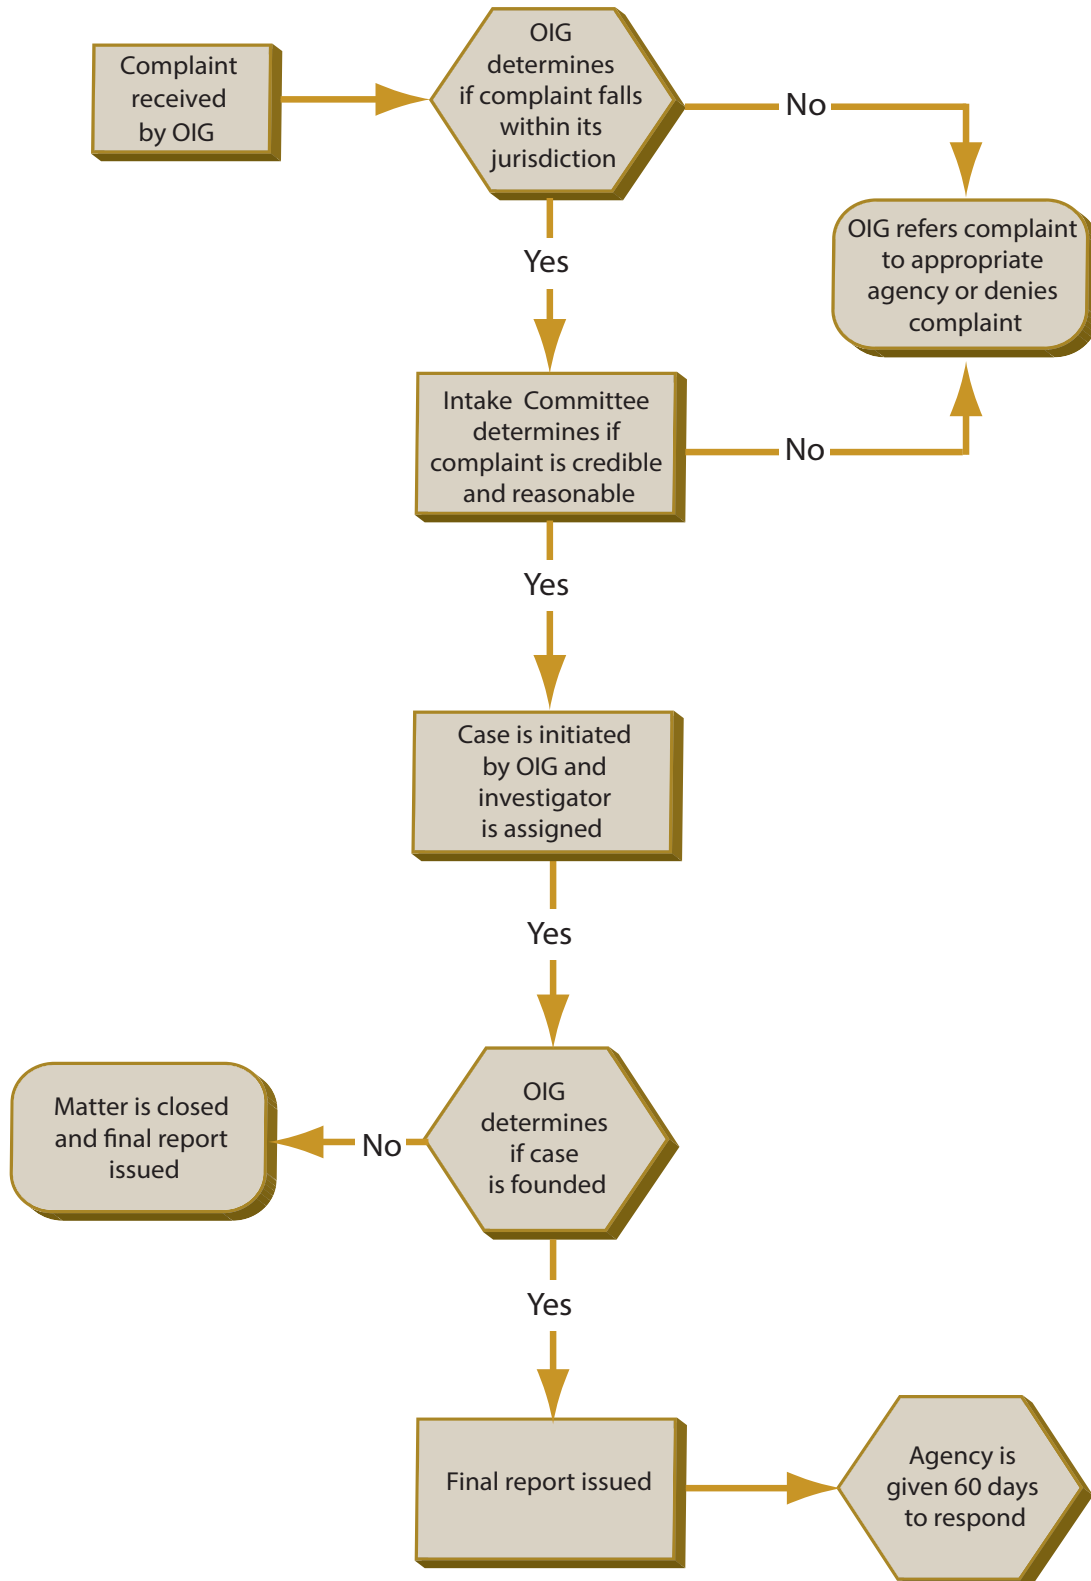 Complaint
received
by OIG
OIG
determines
if complaint falls
within its
jurisdiction
No
OIG refers complaint
to appropriate
agency or denies
complaint
Yes
Intake Committee
determines if
complaint is credible
and reasonable
No
Yes
Case is initiated
by OIG and
investigator
is assigned
Yes
OIG
determines
if case
is founded
No
Matter is closed
and final report
issued
Yes
Final report issued
Agency is
given 60 days
to respond